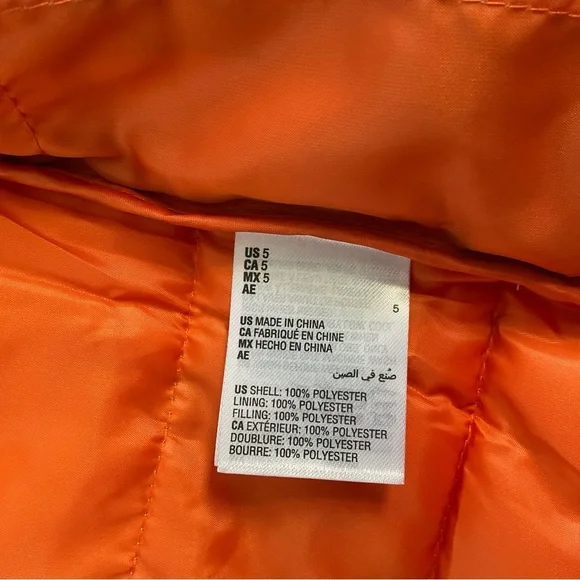 US 5
CA 5
MX 5
AE
5
US MADE IN CHINA
CA FABRIQUÉ EN CHINE
MX HECHO EN CHINA
AE
صُنع في الصين
US SHELL: 100% POLYESTER
LINING: 100% POLYESTER
FILLING: 100% POLYESTER
CA EXTÉRIEUR: 100% POLYESTER
DOUBLURE: 100% POLYESTER
BOURRE: 100% POLYESTER